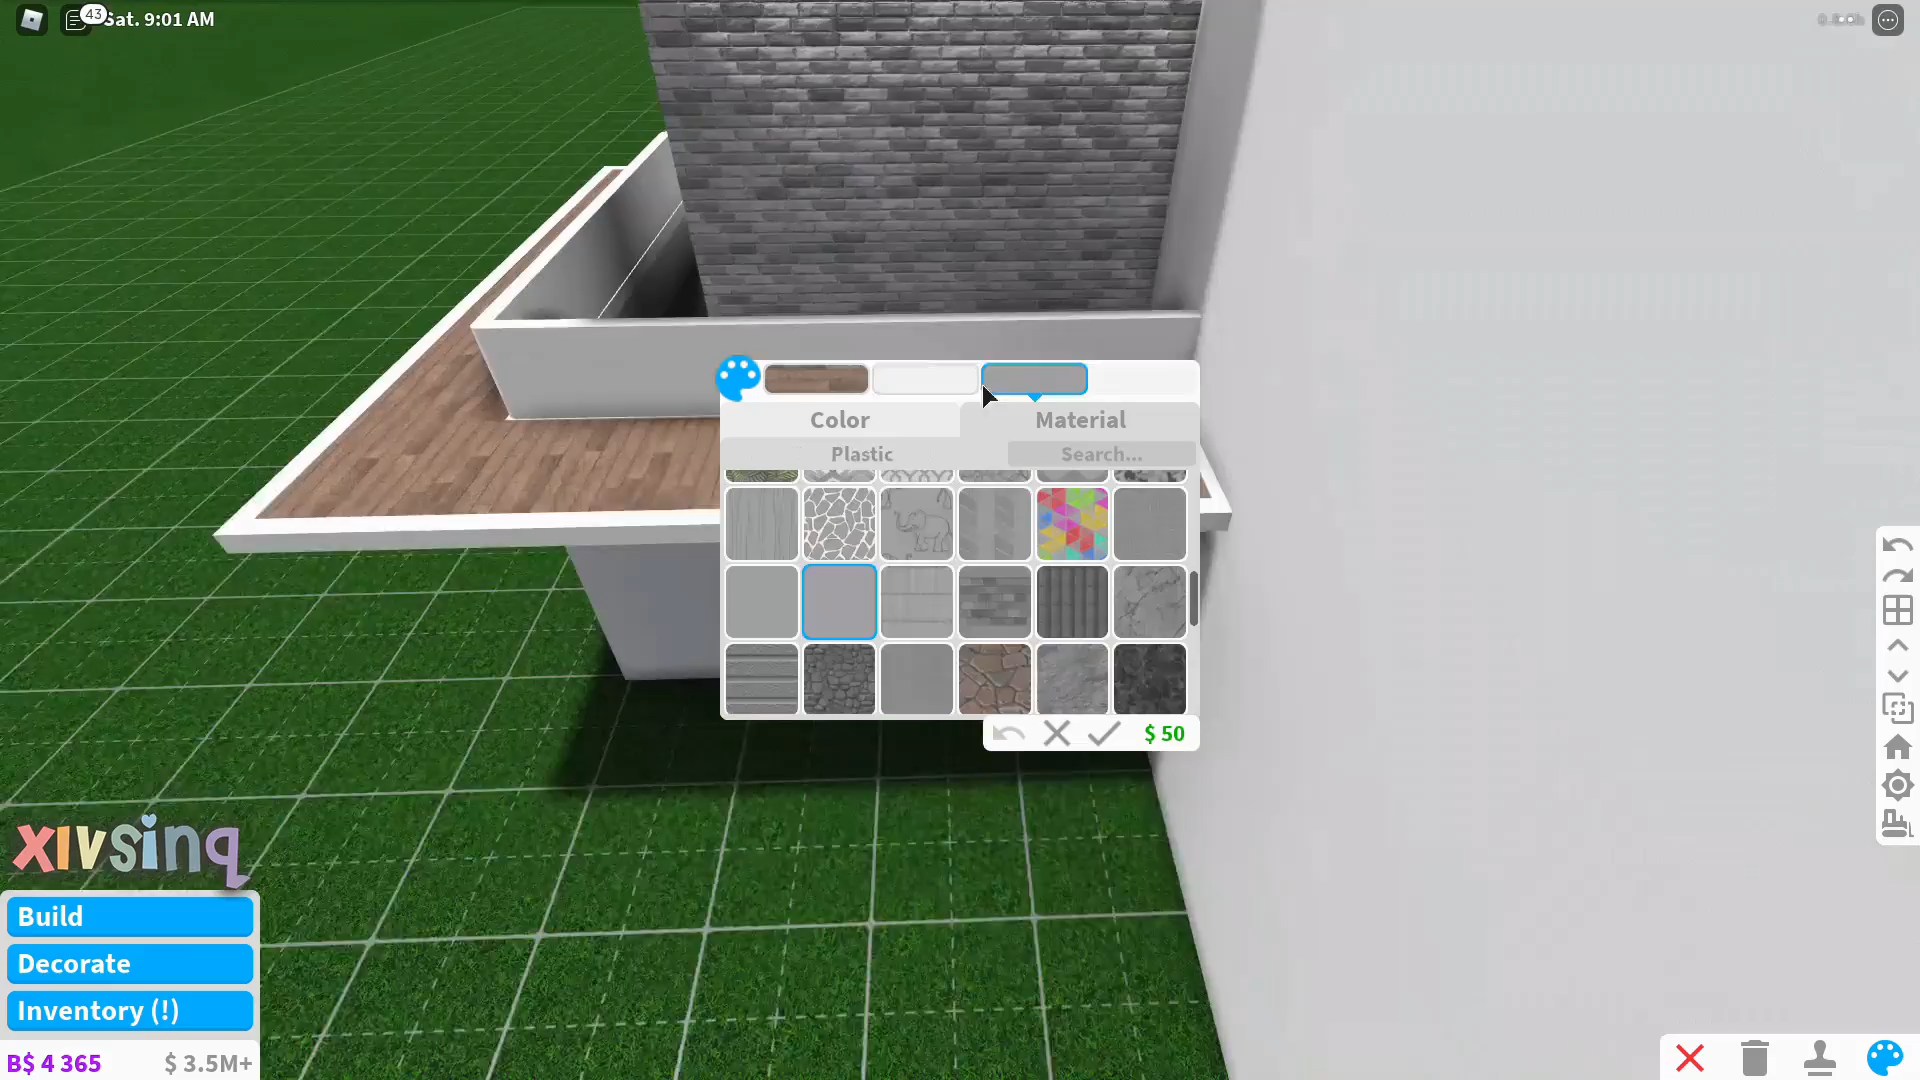 43
Sat. 9:01 AM
Color
Material
Plastic
Search...
$ 50
xivsinq
Build
Decorate
Inventory (!)
B$ 4 365
$ 3.5M+